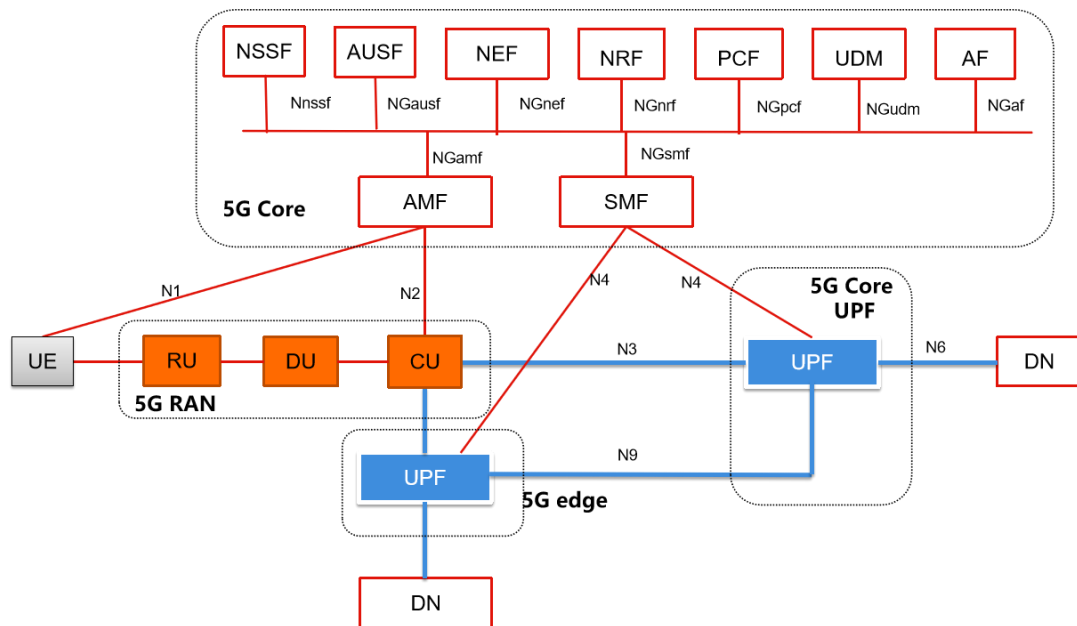 NSSF
AUSF
NEF
NRF
PCF
UDM
AF
Nnssf
NGausf
NGnef
NGnrf
NGpcf
NGudm
NGaf
NGamf
NGsmf
AMF
SMF
5G Core
N1
N2
N4
N4
5G Core
UPF
UE
RU
DU
CU
N3
UPF
N6
DN
5G RAN
UPF
N9
5G edge
DN